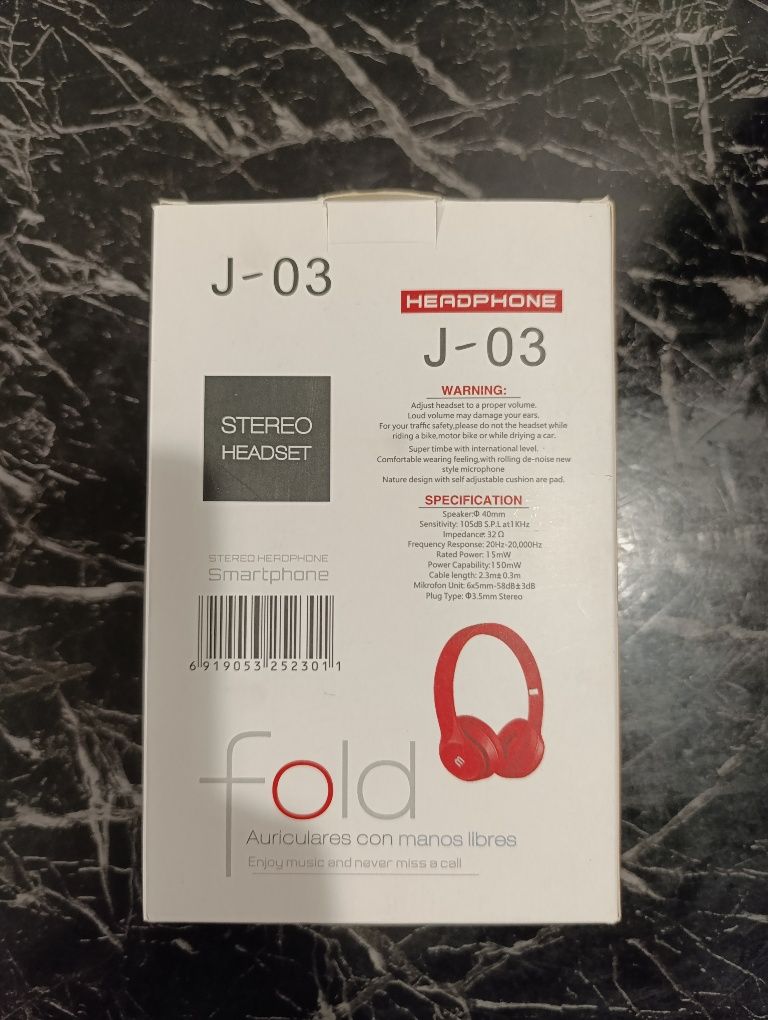 J-03
STEREO
HEADSET
STEREO HEADPHONE
Smartphone
6 919053 252301 1
HEADPHONE
J-03
WARNING:
Adjust headset to a proper volume.
Loud volume may damage your ears.
For your traffic safety,please do not the headset while
riding a bike,motor bike or while driying a car.
Super timbe with international level.
Comfortable wearing feeling,with rolling de-noise new
style microphone
Nature design with self adjustable cushion are pad.
SPECIFICATION
Speaker:Φ 40mm
Sensitivity: 105dB S.P.L at1KHz
Impedance: 32 Ω
Frequency Response: 20Hz-20,000Hz
Rated Power: 15mW
Power Capability:150mW
Cable length: 2.3m±0.3m
Mikrofon Unit: 6x5mm-58dB±3dB
Plug Type: Φ3.5mm Stereo
fold
Auriculares con manos libres
Enjoy music and never miss a call